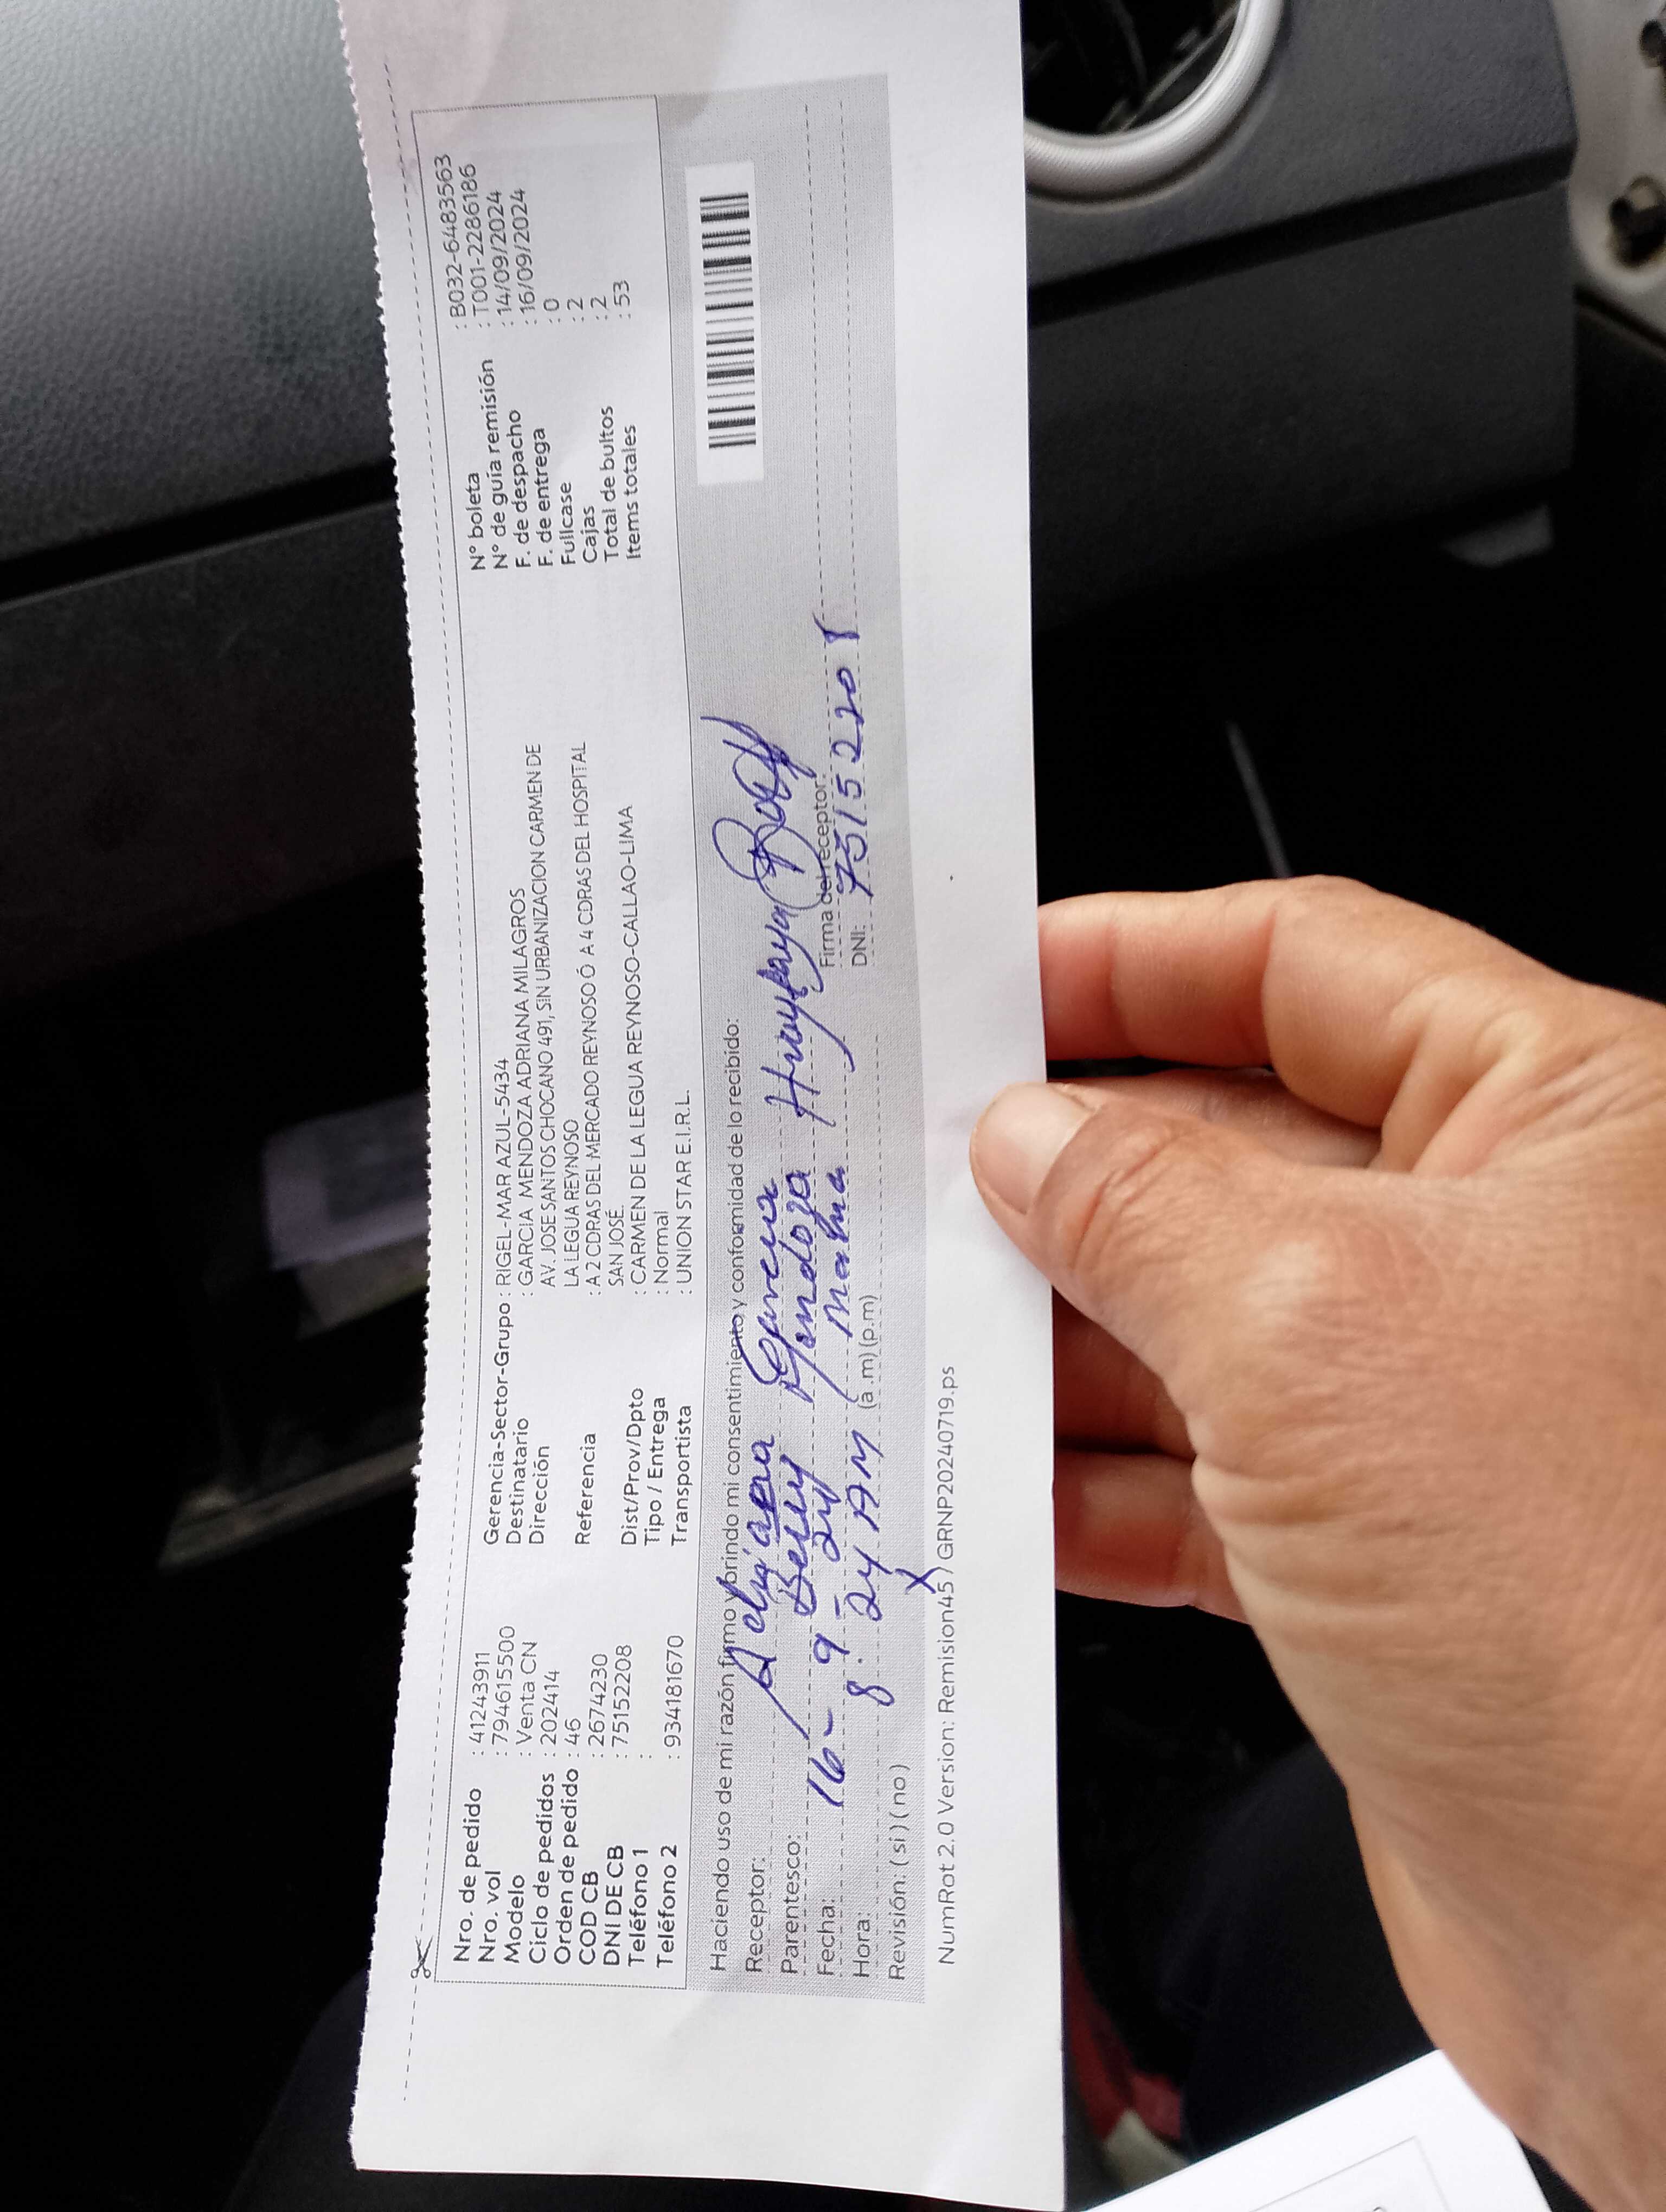 Nro. de pedido : 41243911
Nro. vol : 794615500
Modelo : Venta CN
Ciclo de pedidos : 202414
Orden de pedido : 46
COD CB : 2674230
DNI DE CB : 75152208
Teléfono 1 :
Teléfono 2 : 934181670
Gerencia-Sector-Grupo : RIGEL-MAR AZUL-5434
Destinatario : GARCIA MENDOZA ADRIANA MILAGROS
Dirección AV. JOSE SANTOS CHOCANO 491, S/N URBANIZACION CARMEN DE
LA LEGUA REYNOSO
Referencia : A 2 CDRAS DEL MERCADO REYNOSO Ó A 4 CDRAS DEL HOSPITAL
SAN JOSÉ.
Dist/Prov/Dpto : CARMEN DE LA LEGUA REYNOSO-CALLAO-LIMA
Tipo / Entrega : Normal
Transportista : UNION STAR E.I.R.L.
N° boleta : B032-6483563
N° de guía remisión : T001-2286186
F. de despacho : 14/09/2024
F. de entrega : 16/09/2024
Fullcase : 0
Cajas : 2
Total de bultos : 2
Items totales : 53
Haciendo uso de mi razón firmo y brindo mi consentimiento y conformidad de lo recibido:
Receptor: Adriana Garcia
Parentesco: Betty Mendoza
Fecha: 16-9-24 (Mama)
Hora: 8:24 AM (a.m) (p.m)
Revisión: (si) (no) X
Firma del receptor:
DNI: 75152208
NumRot 2.0 Version: Remision45 / GRNP20240719.ps